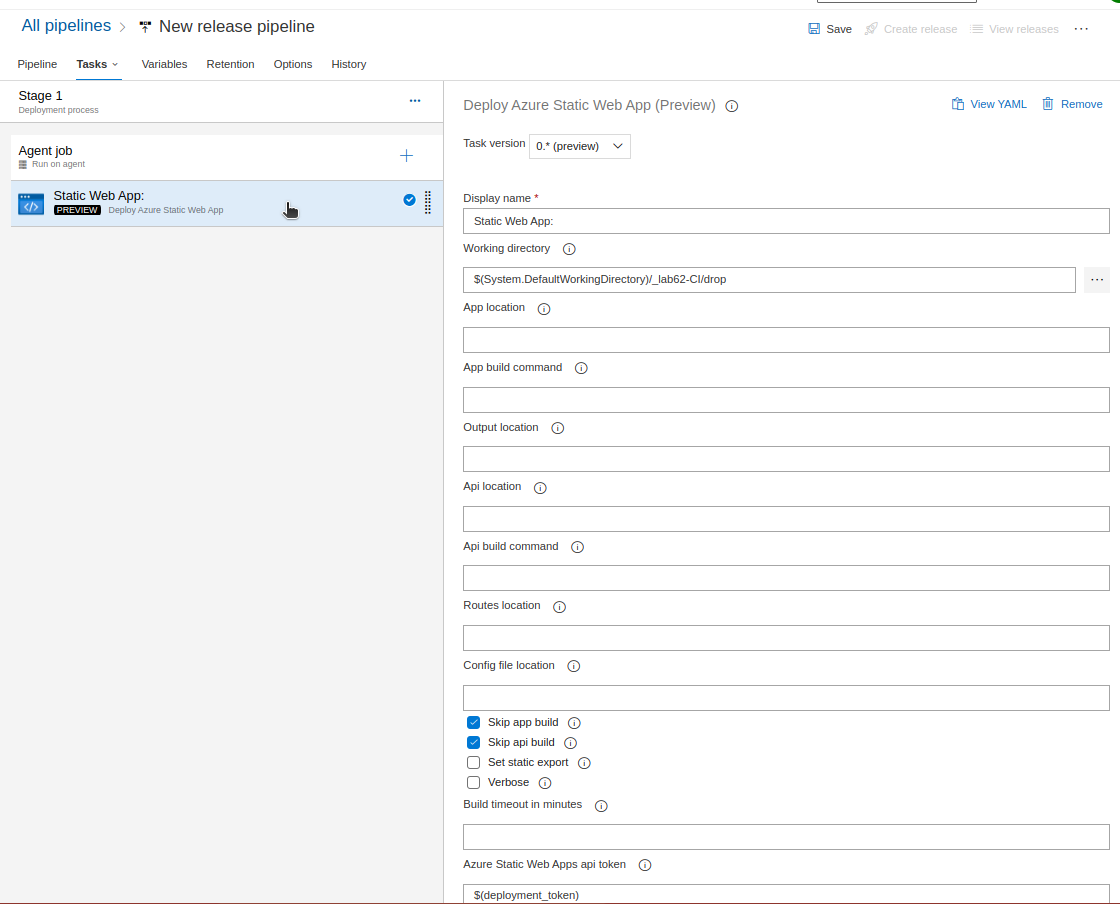 All pipelines > New release pipeline
Save Create release View releases ...
Pipeline Tasks Variables Retention Options History
Stage 1
Deployment process
Agent job
Run on agent
Static Web App:
PREVIEW Deploy Azure Static Web App
Deploy Azure Static Web App (Preview)
View YAML Remove
Task version 0.* (preview)
Display name *
Static Web App:
Working directory
$(System.DefaultWorkingDirectory)/_lab62-CI/drop
App location
App build command
Output location
Api location
Api build command
Routes location
Config file location
Skip app build
Skip api build
Set static export
Verbose
Build timeout in minutes
Azure Static Web Apps api token
$(deployment_token)